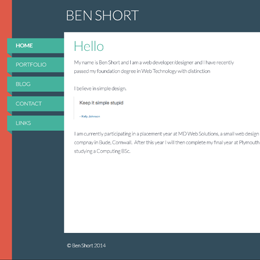 BEN SHORT
HOME
PORTFOLIO
BLOG
CONTACT
LINKS
Hello
My name is Ben Short and I am a web developer/designer and I have recently
passed my foundation degree in Web Technology with distinction.
I believe in simple design.
Keep it simple stupid
I am currently participating in a placement year at MD Web Solutions, a small web design
company in Bude, Cornwall. After this year I will then complete my final year at Plymouth
studying a Computing BSc.
© Ben Short 2014